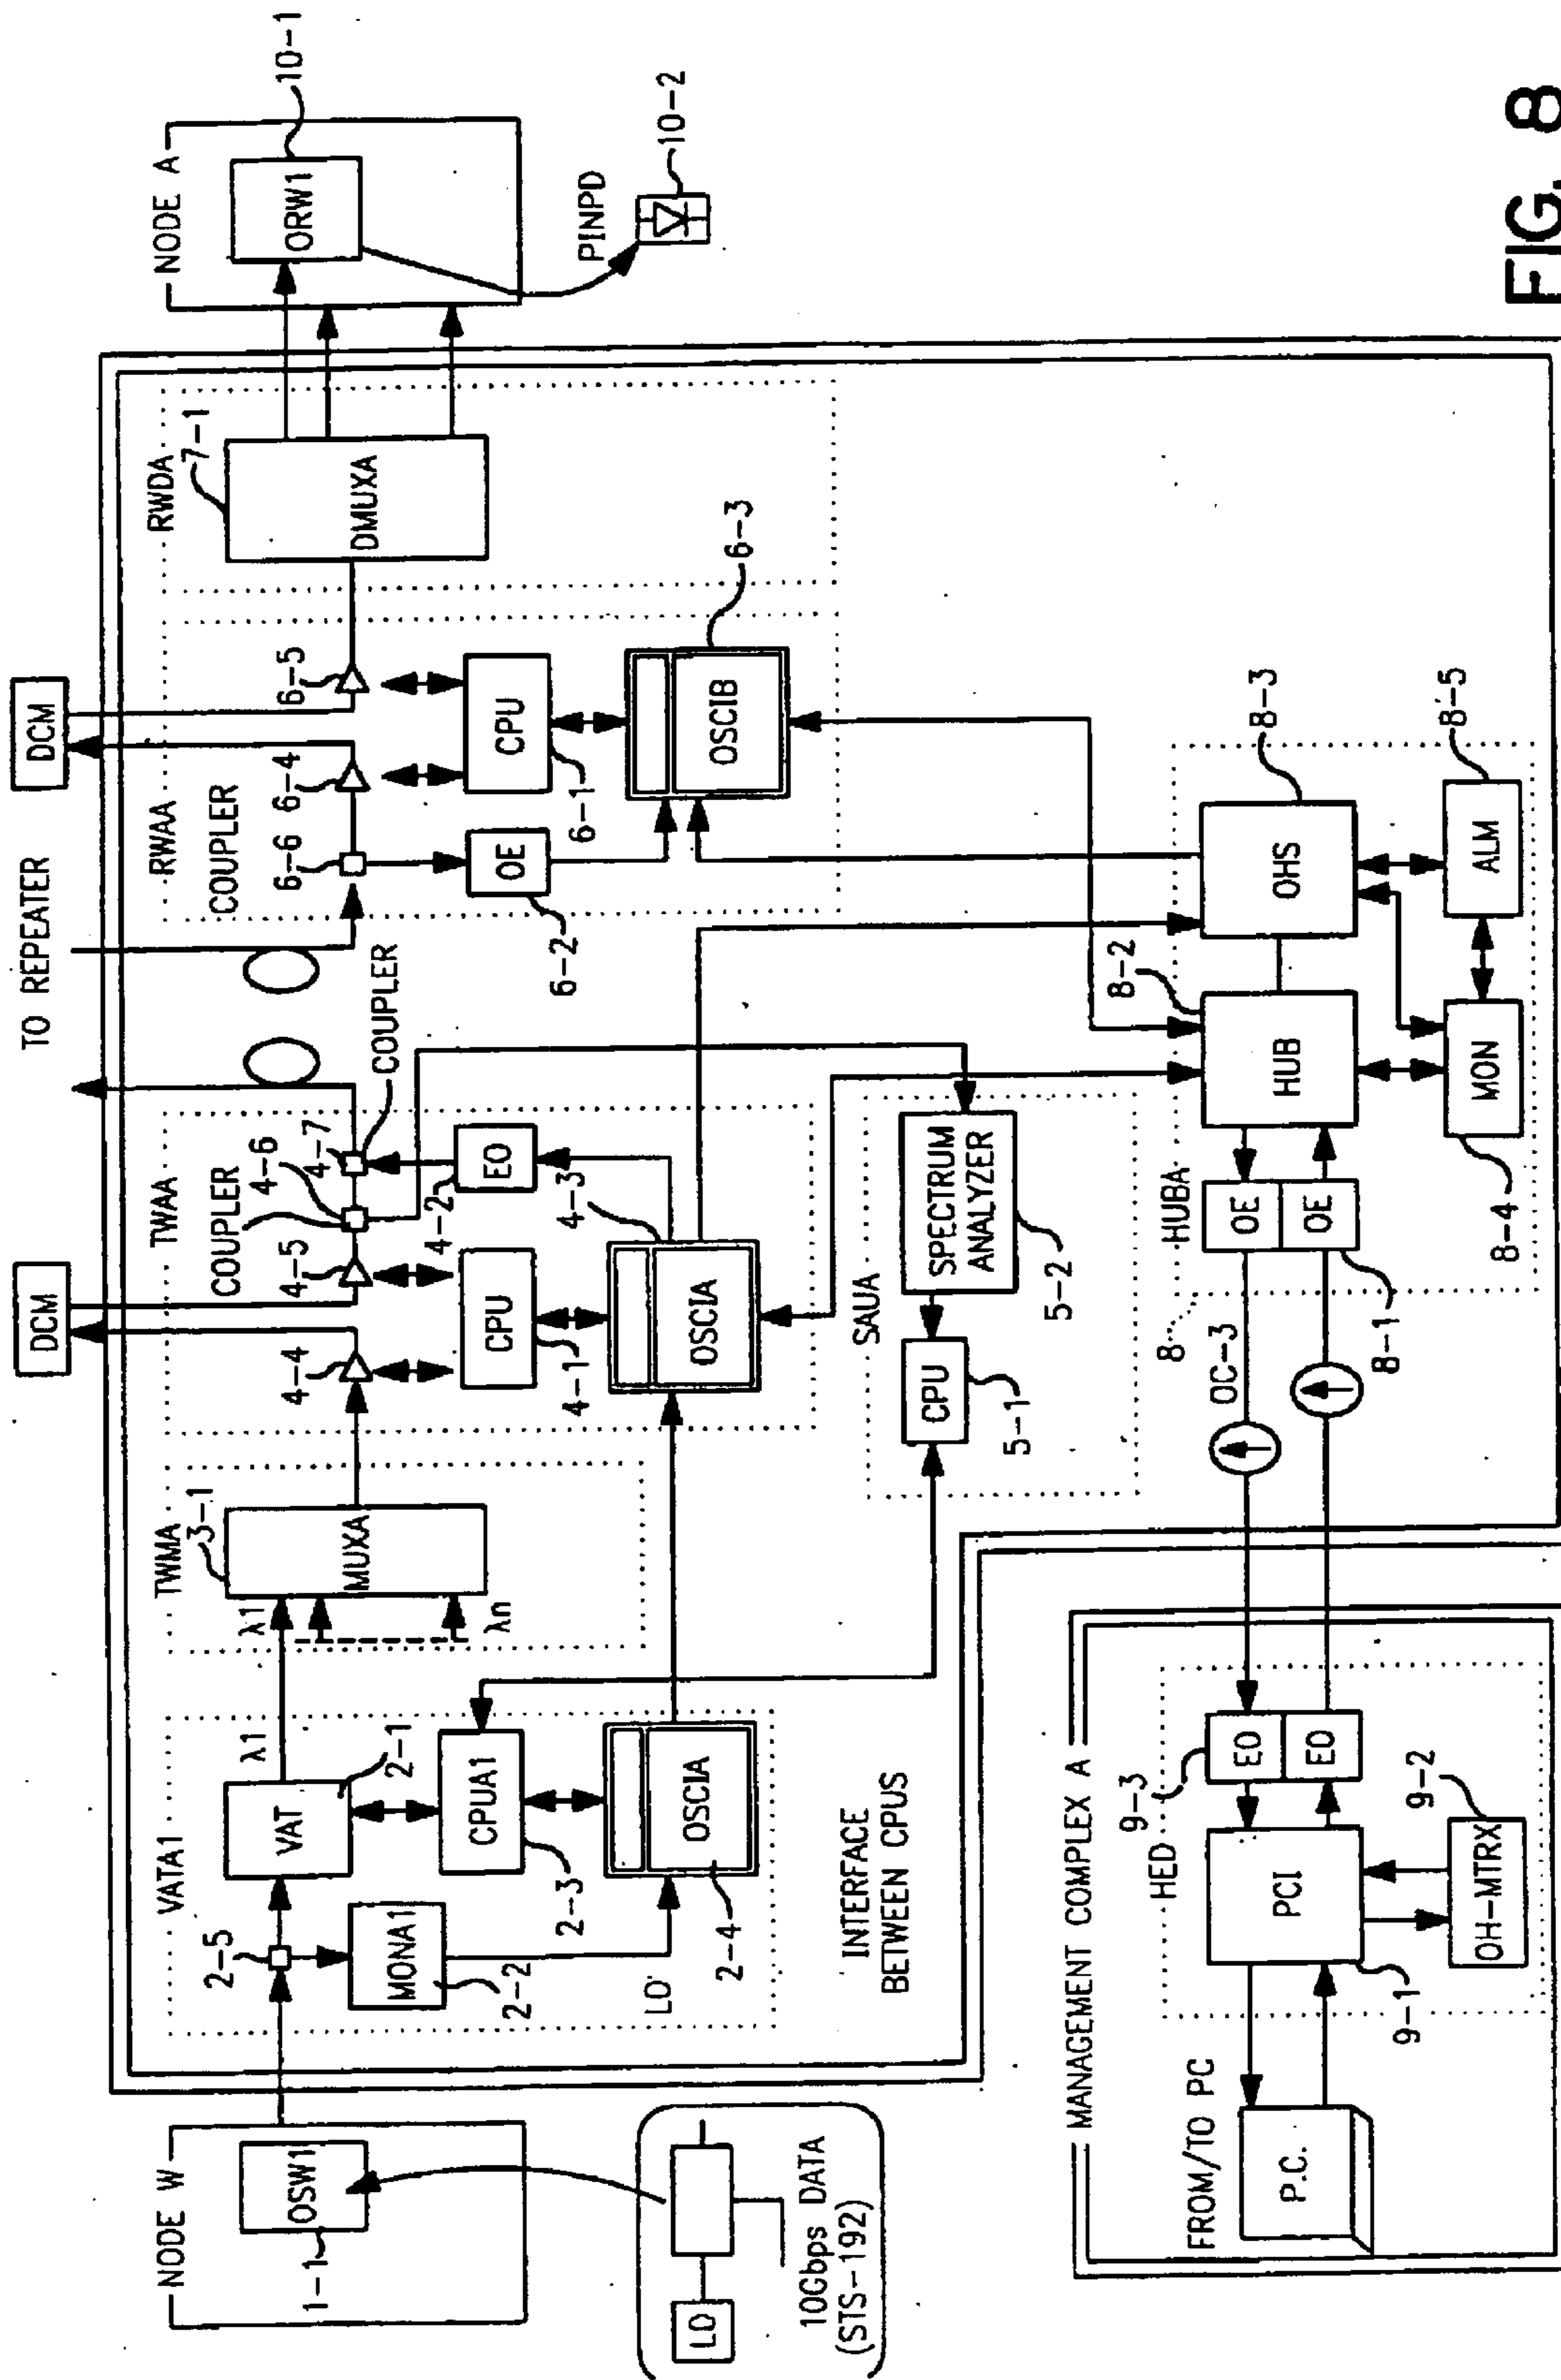 NODE W
OSW1
1-1
LD
10Gbps DATA
(STS-192)
VATA1
2-5
VAT
2-1
λ1
MONA1
2-2
CPUA1
2-3
LD
OSCIA
2-4
INTERFACE
BETWEEN CPUS
TWMA
3-1
λ1
MUXA
λn
DCM
TWAA
4-4
4-5
COUPLER
4-6
4-7
COUPLER
CPU
4-1
4-2
EO
4-3
OSCIA
SAUA
CPU
5-1
SPECTRUM
ANALYZER
5-2
TO REPEATER
DCM
RWAA
COUPLER
6-6
6-4
6-5
OE
6-2
CPU
6-1
OSCIB
6-3
RWDA
7-1
DMUXA
NODE A
ORW1
10-1
PINPD
10-2
MANAGEMENT COMPLEX A
FROM/TO PC
P.C.
HED
9-3
PCI
9-1
EO
EO
OH-MTRX
9-2
OC-3
8
HUBA
OE
OE
8-1
HUB
8-2
OHS
8-3
MON
8-4
ALM
8-5
FIG. 8